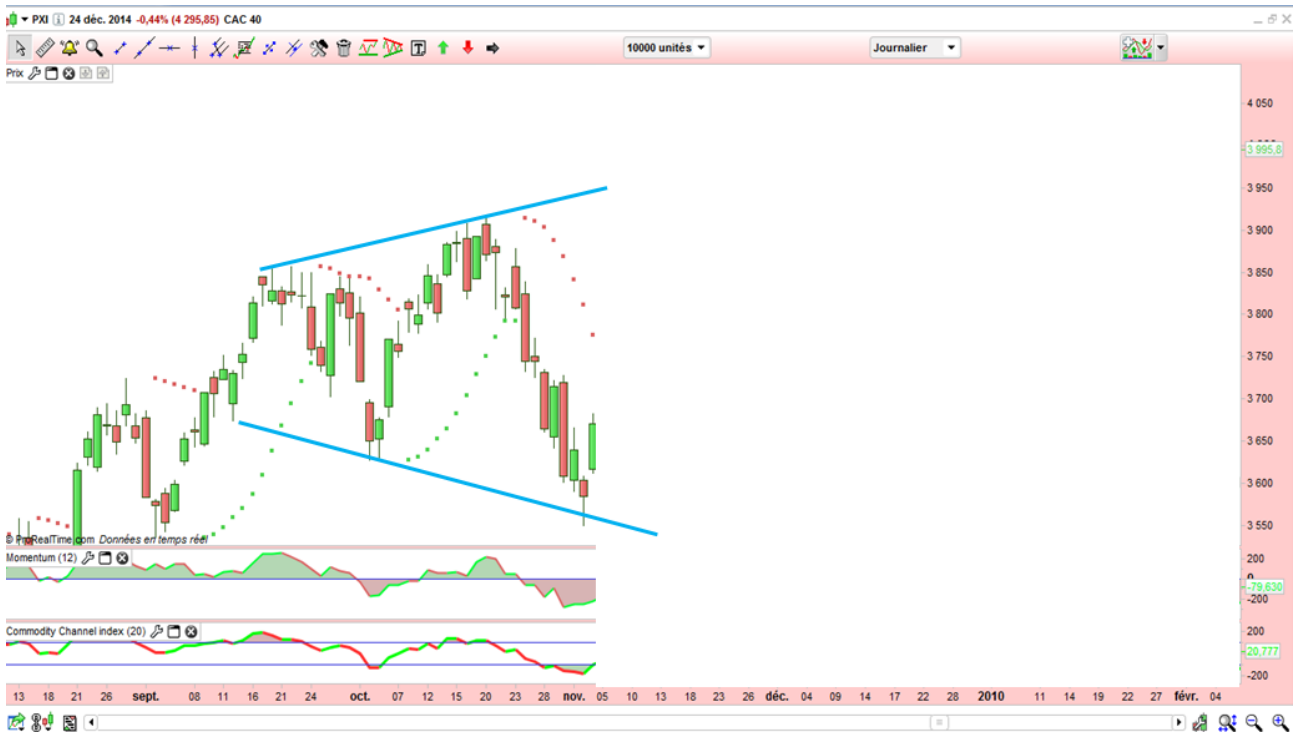 PXI 24 déc. 2014 -0,44% (4 295,85) CAC 40
10000 unités Journalier
Prix
4 050
3 995,8
3 950
3 900
3 850
3 800
3 750
3 700
3 650
3 600
3 550
© ProRealTime.com Données en temps réel
Momentum (12)
200
0
-79,630
-200
Commodity Channel index (20)
200
20,777
-200
13 18 21 26 sept. 08 11 16 21 24 oct. 07 12 15 20 23 28 nov. 05 10 13 18 23 26 déc. 04 09 14 17 22 28 2010 11 14 19 22 27 févr. 04